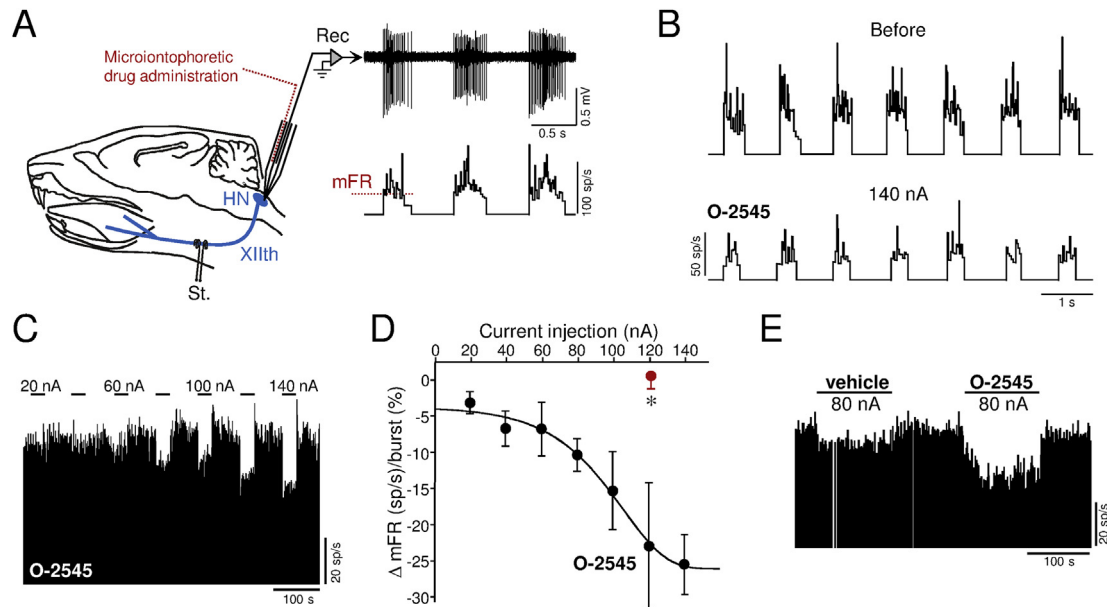 A
Microiontophoretic
drug administration
Rec
0.5 mV
0.5 s
mFR
100 sp/s
HN
XIIth
St.
B
Before
140 nA
O-2545
50 sp/s
1 s
C
20 nA 60 nA 100 nA 140 nA
O-2545
20 sp/s
100 s
D
Current injection (nA)
0 20 40 60 80 100 120 140
0
-5
-10
-15
-20
-25
-30
Δ mFR (sp/s)/burst (%)
*
O-2545
E
vehicle O-2545
80 nA 80 nA
20 sp/s
100 s